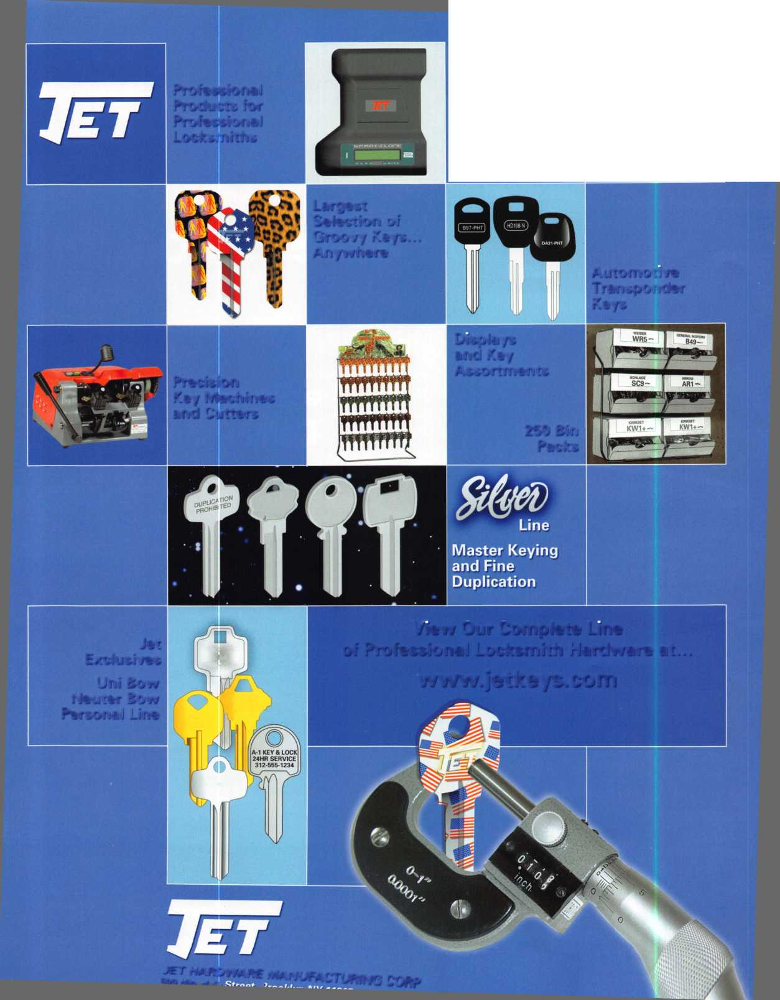 JET
Professional
Products for
Professional
Locksmiths
JET
SMART-CLONE
1 2
Largest
Selection of
Groovy Keys...
Anywhere
JET
B97-PHT
HD106-N
DA31-PHT
Automotive
Transponder
Keys
Precision
Key Machines
and Cutters
Displays
and Key
Assortments
250 Bin
Packs
WEISER
WR5
GENERAL MOTORS
B49
SCHLAGE
SC9
ARROW
AR1
KWIKSET
KW1+
KWIKSET
KW1+
DUPLICATION
PROHIBITED
Silver
Line
Master Keying
and Fine
Duplication
Jet
Exclusives
Uni Bow
Neuter Bow
Personal Line
A-1 KEY & LOCK
24HR SERVICE
312-555-1234
View Our Complete Line
of Professional Locksmith Hardware at...
www.jetkeys.com
JET
0-1"
0.0001"
inch.
0
5
0
JET
JET HARDWARE MANUFACTURING CORP
Street, Brooklyn NY